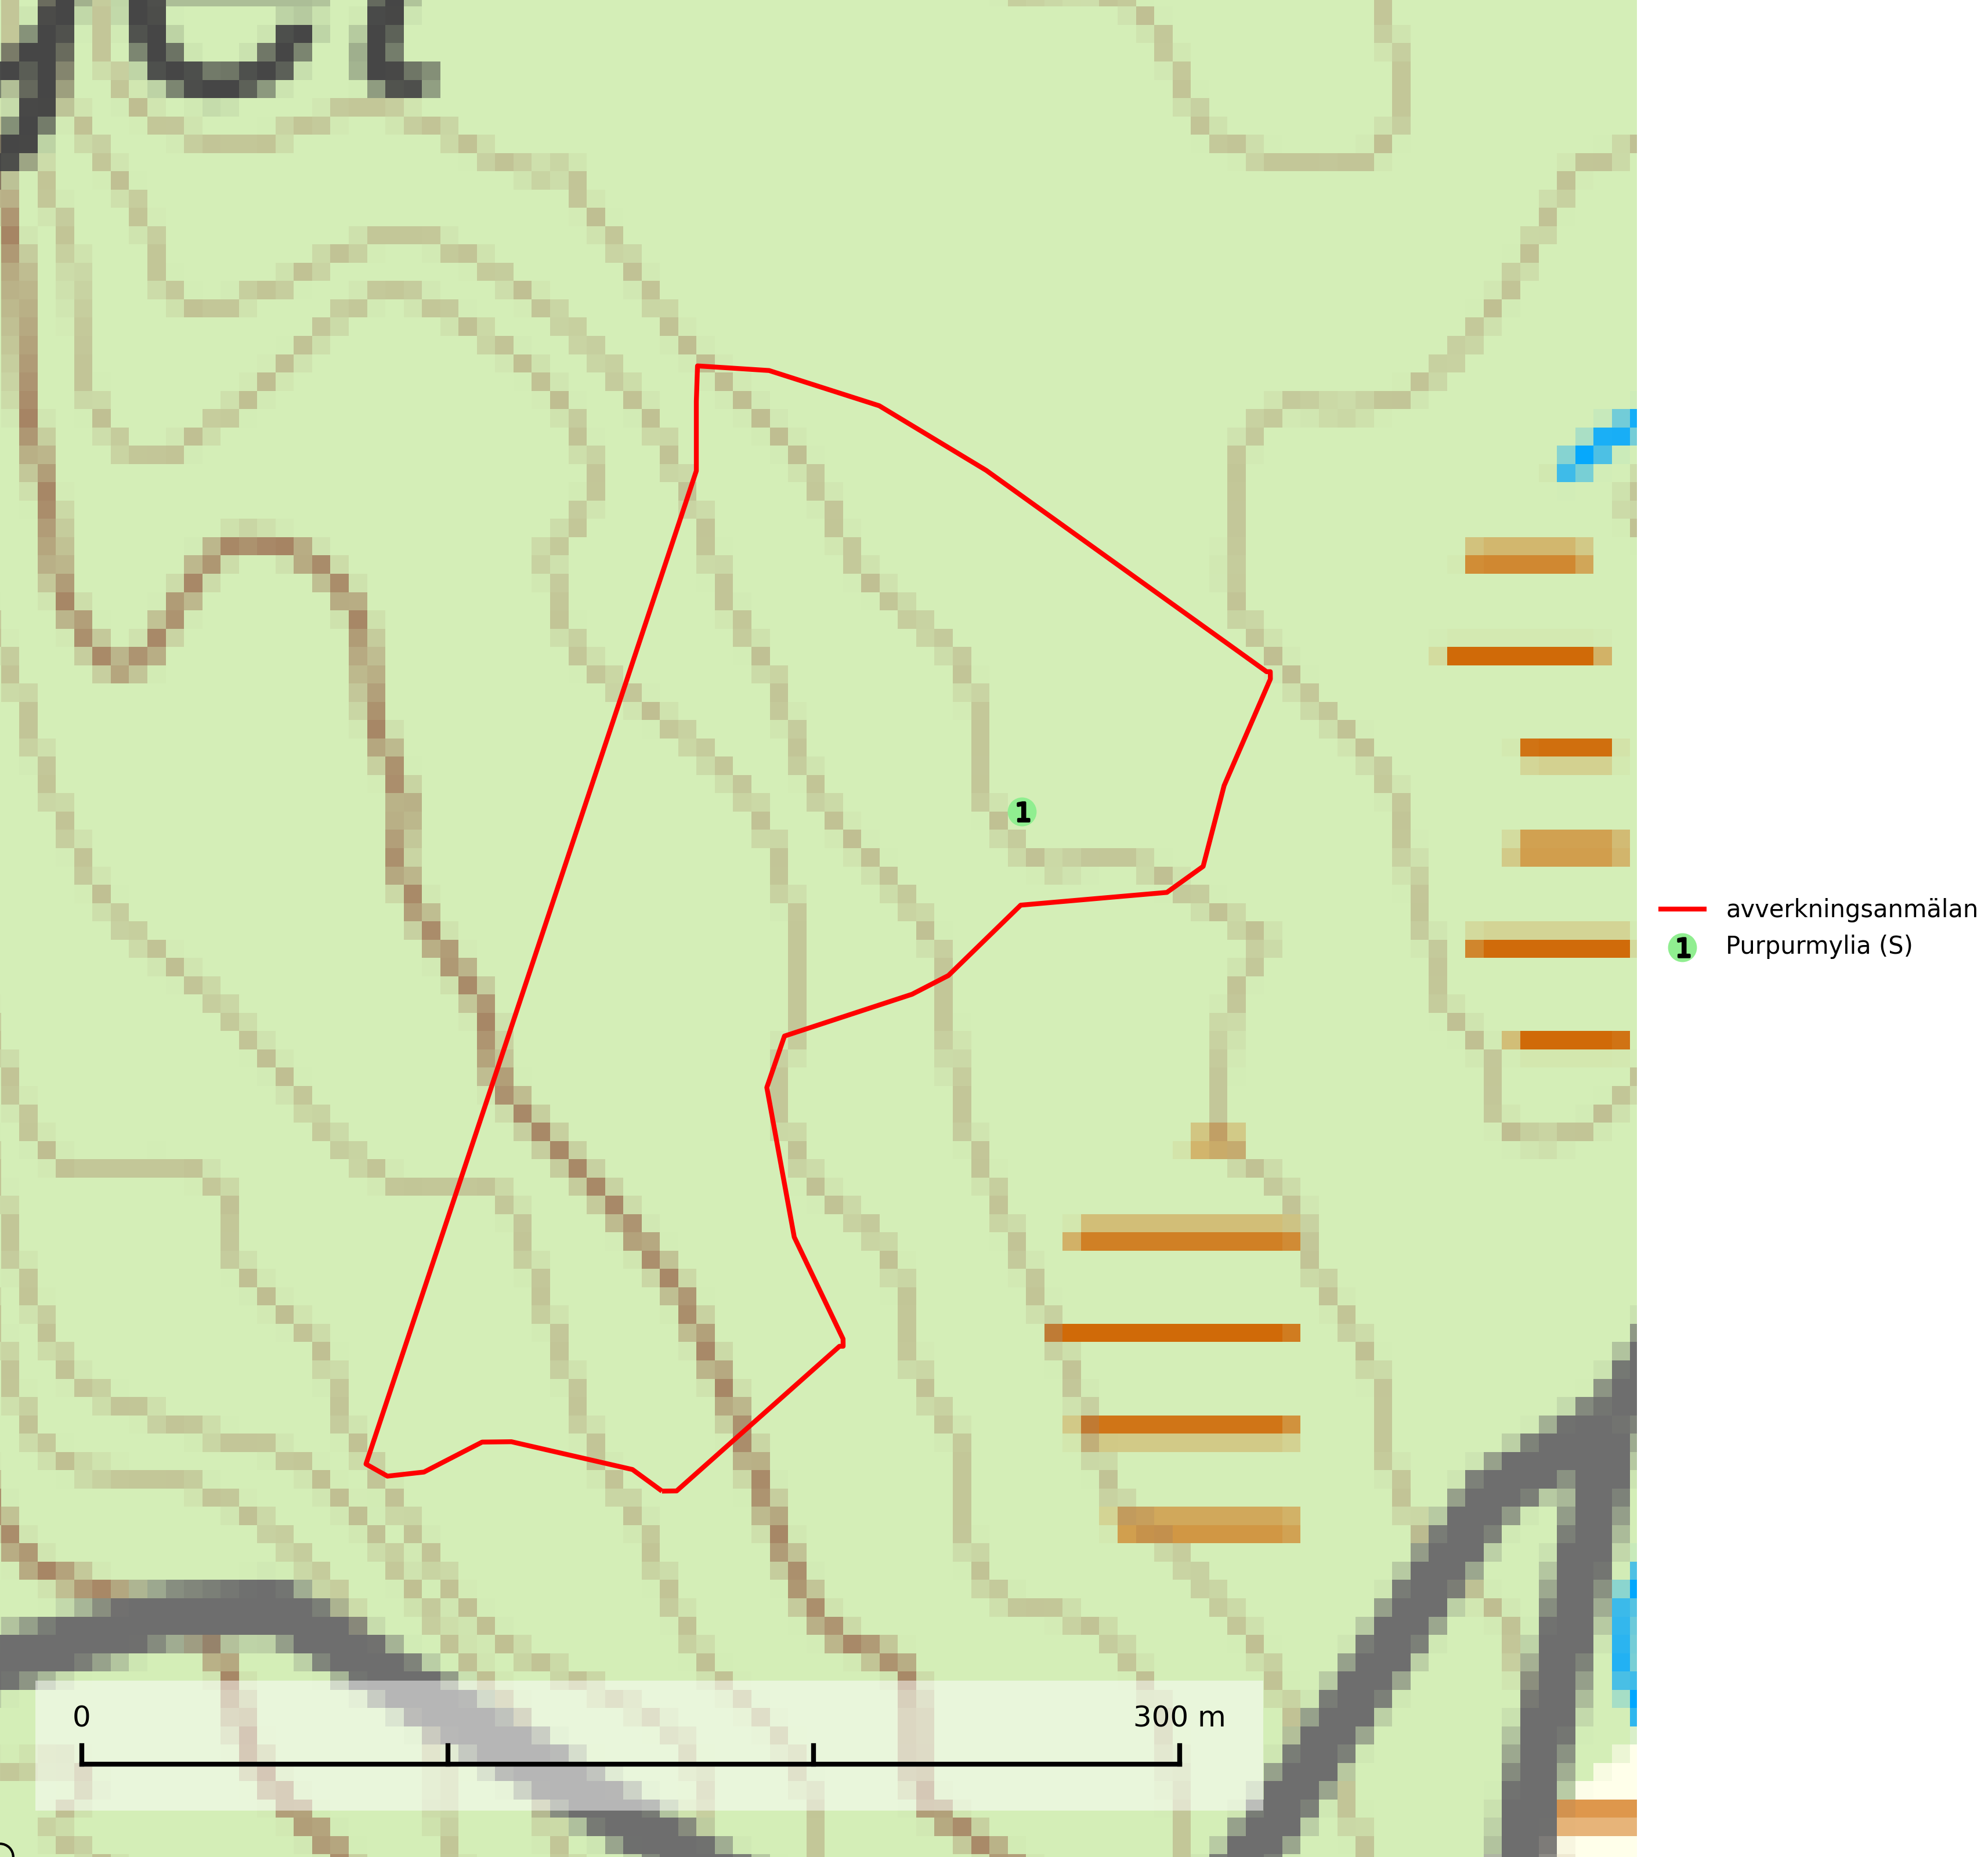 1
avverkningsanmälan
1 Purpurmylia (S)
0 300 m